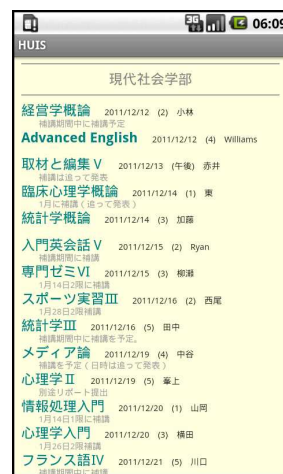 3G 06:09
HUIS
現代社会学部
経営学概論 2011/12/12 (2) 小林
補講期間中に補講予定
Advanced English 2011/12/12 (4) Williams
取材と編集Ⅴ 2011/12/13 (午後) 赤井
補講は追って発表
臨床心理学概論 2011/12/14 (1) 東
1月に補講(追って発表)
統計学概論 2011/12/14 (3) 加藤
入門英会話Ⅴ 2011/12/15 (2) Ryan
補講期間に補講
専門ゼミⅥ 2011/12/15 (3) 柳瀬
1月14日2限に補講
スポーツ実習Ⅲ 2011/12/16 (2) 西尾
1月28日2限補講
統計学Ⅲ 2011/12/16 (5) 田中
補講期間中に補講を予定。
メディア論 2011/12/19 (4) 中谷
補講を予定(日時は追って発表)
心理学Ⅱ 2011/12/19 (5) 峯上
別途リポート提出
情報処理入門 2011/12/20 (1) 山岡
1月14日1限に補講
心理学入門 2011/12/20 (3) 横田
1月26日2限補講
フランス語Ⅳ 2011/12/21 (5) 川口
補講期間中に補講